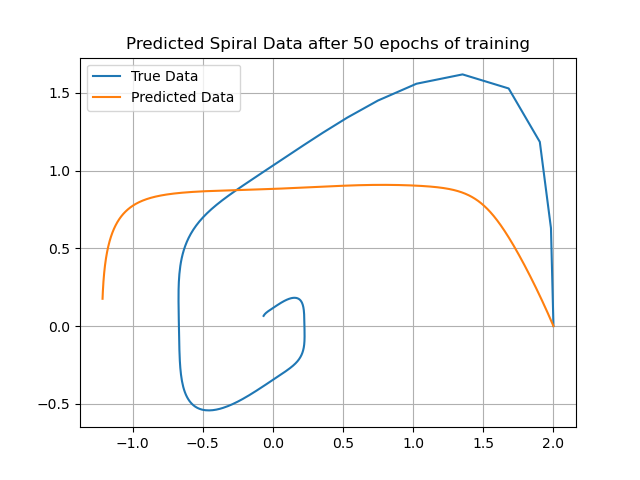 Predicted Spiral Data after 50 epochs of training
True Data
Predicted Data
1.5
1.0
0.5
0.0
−0.5
−1.0 −0.5 0.0 0.5 1.0 1.5 2.0